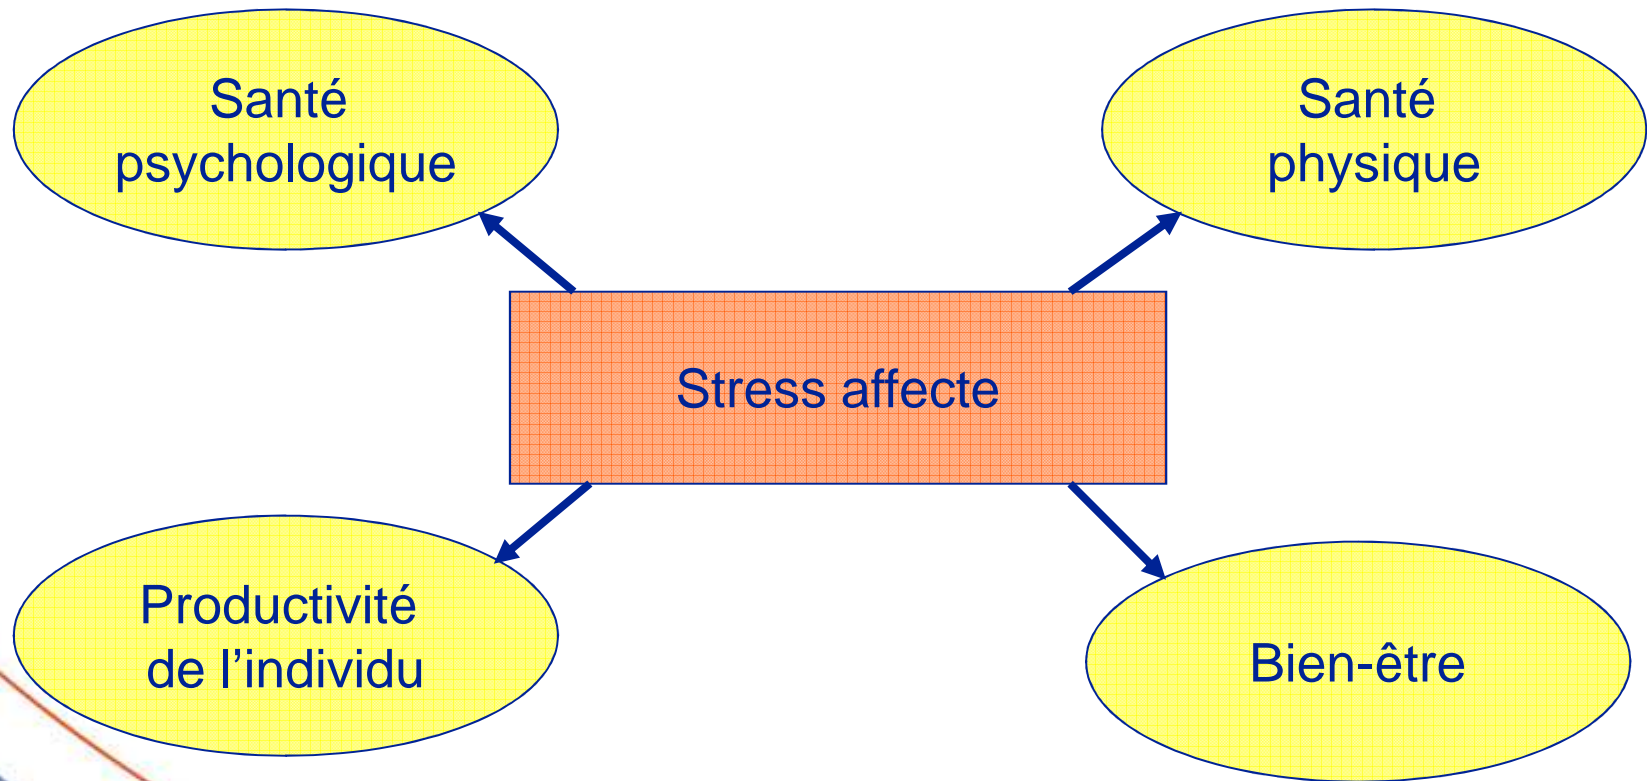 Santé
psychologique
Santé
physique
Stress affecte
Productivité
de l’individu
Bien-être